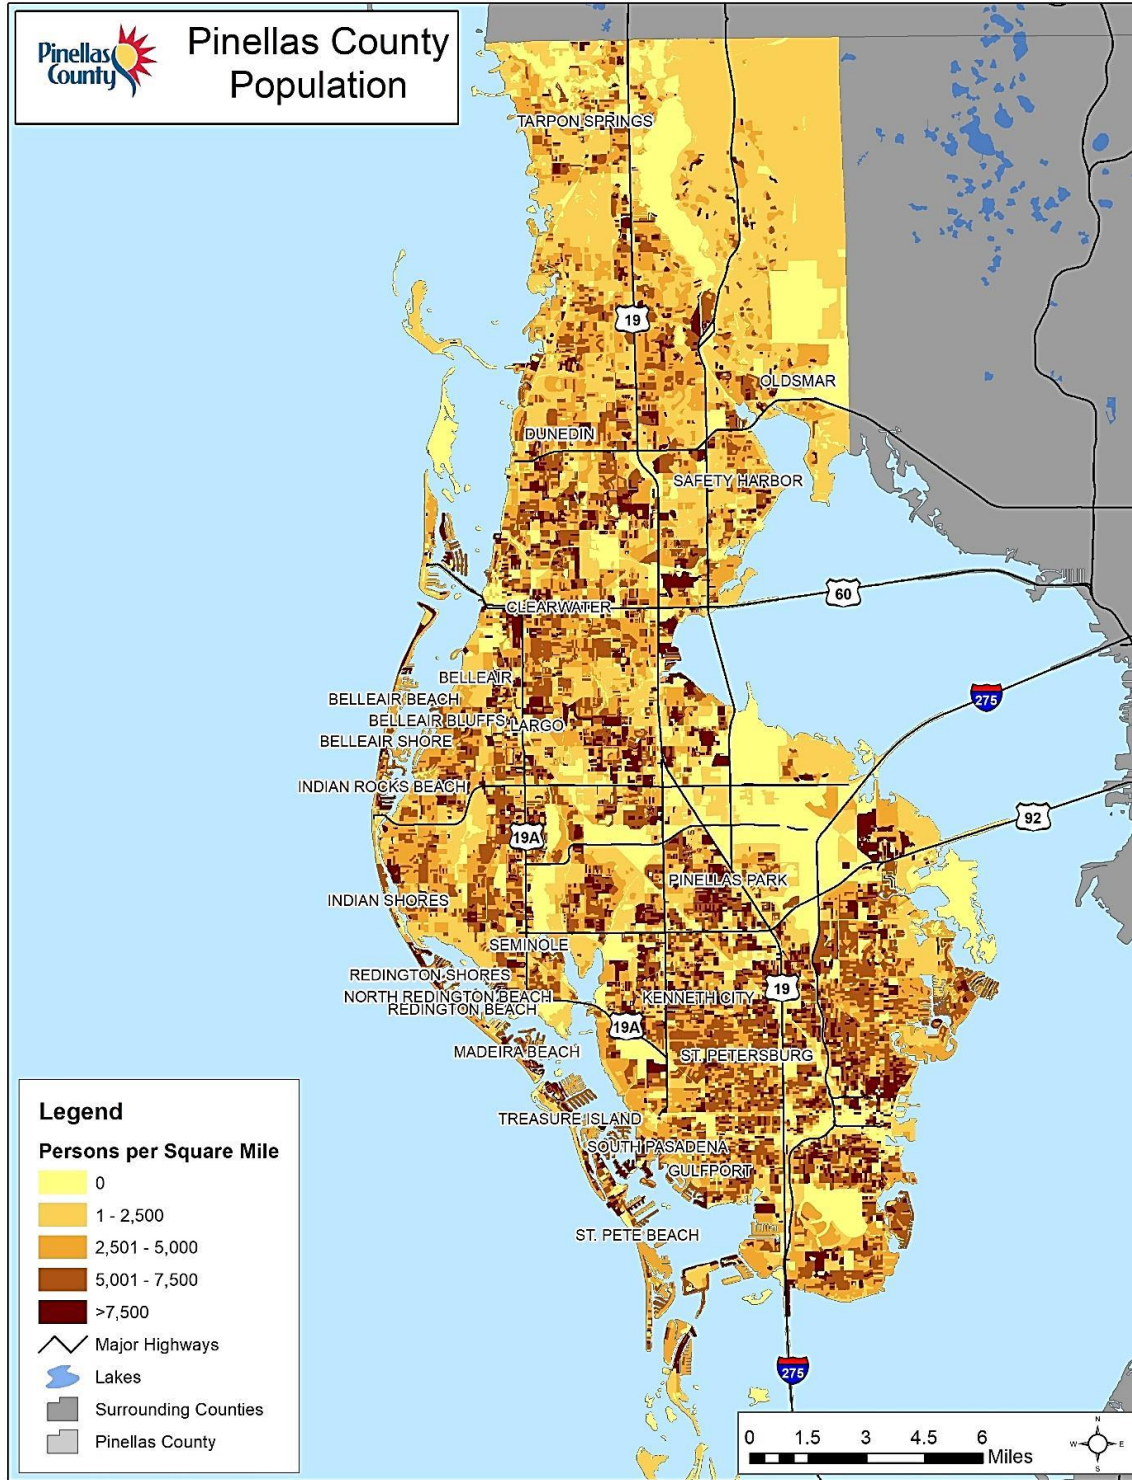 Pinellas
County
Pinellas County
Population
TARPON SPRINGS
19
OLDSMAR
DUNEDIN
SAFETY HARBOR
60
CLEARWATER
BELLEAIR
BELLEAIR BEACH
275
BELLEAIR BLUFFS
LARGO
BELLEAIR SHORE
INDIAN ROCKS BEACH
92
19A
PINELLAS PARK
INDIAN SHORES
SEMINOLE
REDINGTON SHORES
19
NORTH REDINGTON BEACH
KENNETH CITY
REDINGTON BEACH
19A
MADEIRA BEACH
ST. PETERSBURG
TREASURE ISLAND
SOUTH PASADENA
GULFPORT
ST. PETE BEACH
275
Legend
Persons per Square Mile
0
1 - 2,500
2,501 - 5,000
5,001 - 7,500
>7,500
Major Highways
Lakes
Surrounding Counties
Pinellas County
0 1.5 3 4.5 6
Miles
N
W E
S